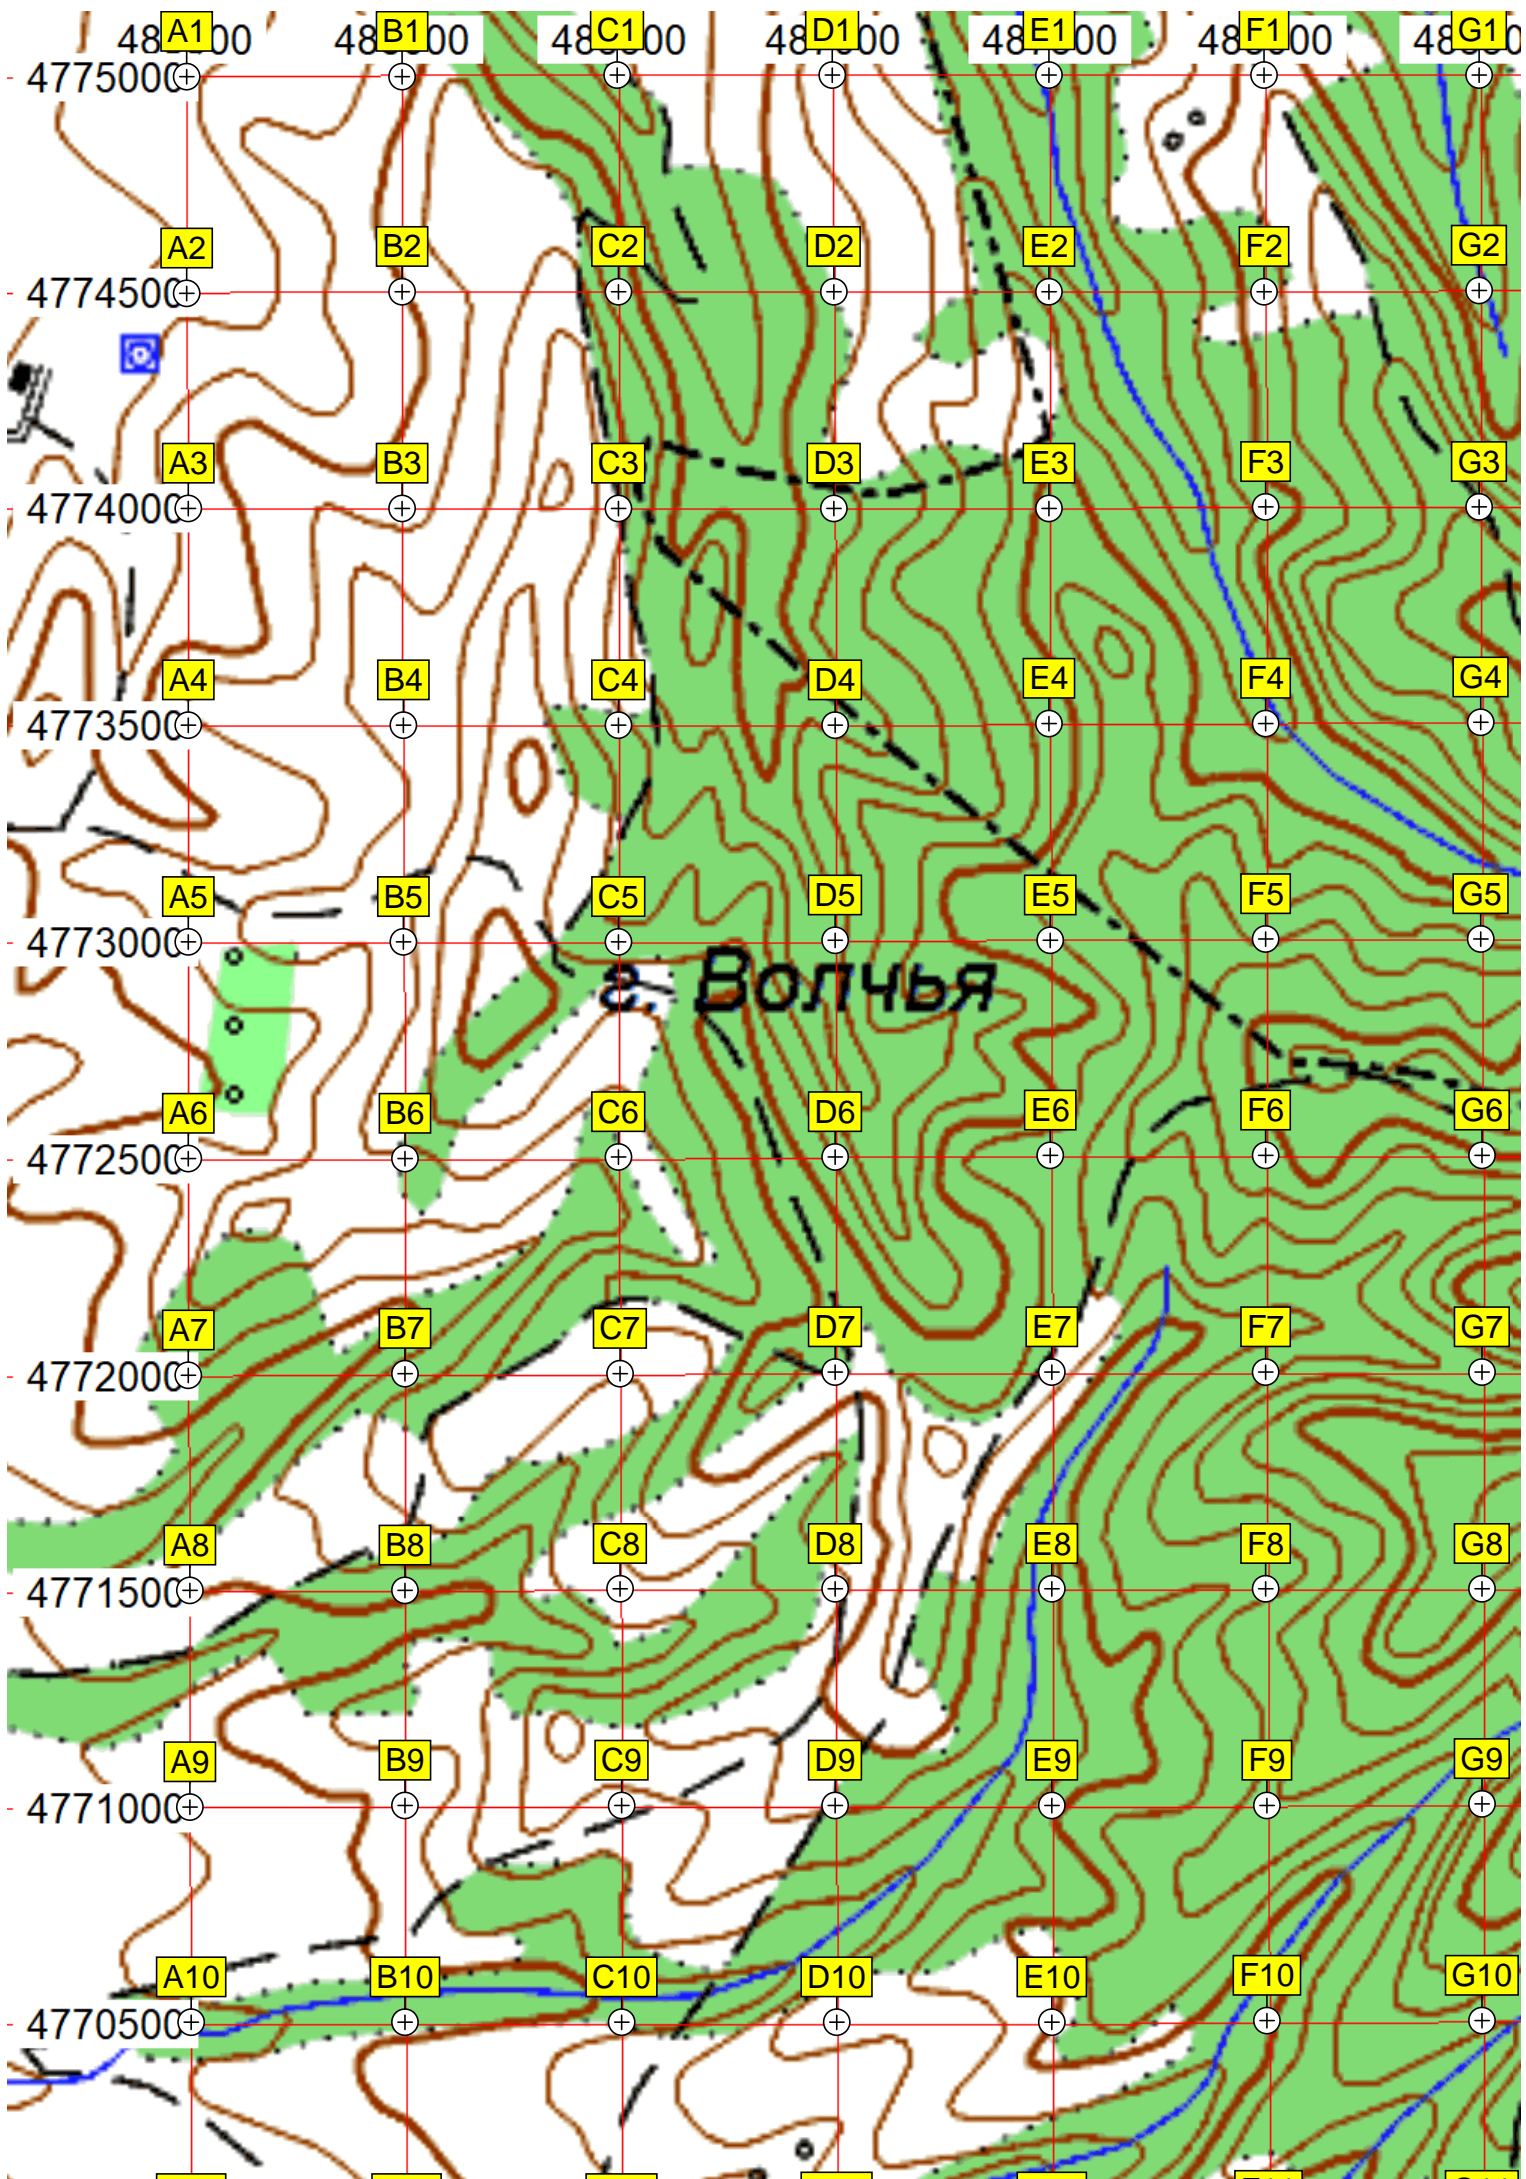 A1 B1 C1 D1 E1 F1 G1
4775000
A2 B2 C2 D2 E2 F2 G2
4774500
A3 B3 C3 D3 E3 F3 G3
4774000
A4 B4 C4 D4 E4 F4 G4
4773500
A5 B5 C5 D5 E5 F5 G5
4773000
г. Волчья
A6 B6 C6 D6 E6 F6 G6
4772500
A7 B7 C7 D7 E7 F7 G7
4772000
A8 B8 C8 D8 E8 F8 G8
4771500
A9 B9 C9 D9 E9 F9 G9
4771000
A10 B10 C10 D10 E10 F10 G10
4770500